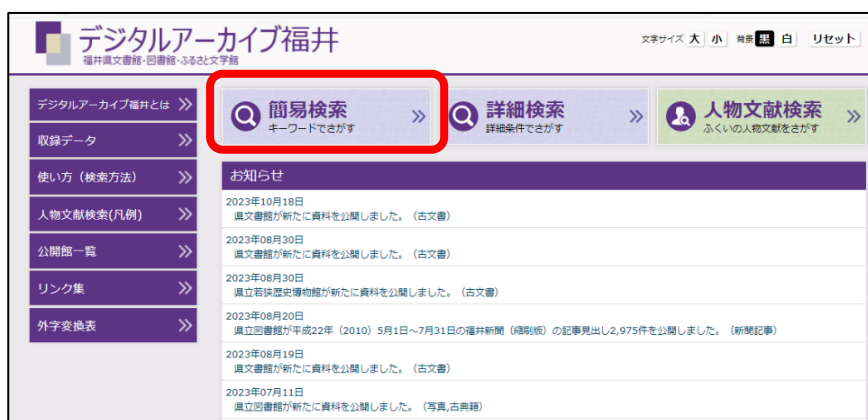 デジタルアーカイブ福井
福井県文書館・図書館・ふるさと文学館
文字サイズ 大 小 背景 黒 白 リセット
デジタルアーカイブ福井とは
収録データ
使い方（検索方法）
人物文献検索(凡例)
公開館一覧
リンク集
外字変換表
簡易検索
キーワードでさがす
詳細検索
詳細条件でさがす
人物文献検索
ふくいの人物文献をさがす
お知らせ
2023年10月18日
県文書館が新たに資料を公開しました。（古文書）
2023年08月30日
県文書館が新たに資料を公開しました。（古文書）
2023年08月30日
県立若狭歴史博物館が新たに資料を公開しました。（古文書）
2023年08月20日
県立図書館が平成22年（2010）5月1日～7月31日の福井新聞（縮刷版）の記事見出し2,975件を公開しました。（新聞記事）
2023年08月19日
県文書館が新たに資料を公開しました。（古文書）
2023年07月11日
県立図書館が新たに資料を公開しました。（写真,古典籍）